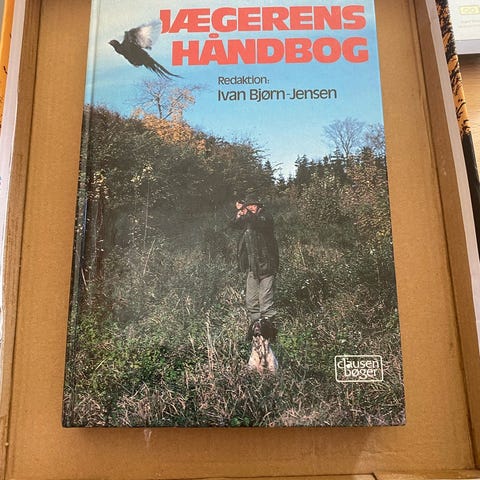 JÆGERENS
HÅNDBOG
Redaktion:
Ivan Bjørn-Jensen
clausen
bøger